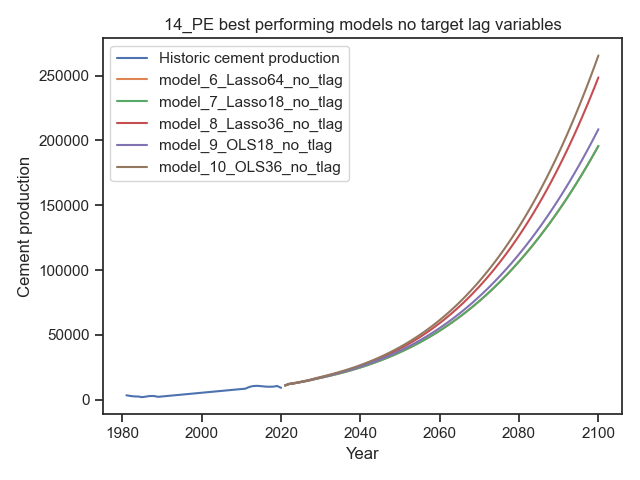 14_PE best performing models no target lag variables
Historic cement production
model_6_Lasso64_no_tlag
model_7_Lasso18_no_tlag
model_8_Lasso36_no_tlag
model_9_OLS18_no_tlag
model_10_OLS36_no_tlag
Cement production
250000
200000
150000
100000
50000
0
1980 2000 2020 2040 2060 2080 2100
Year